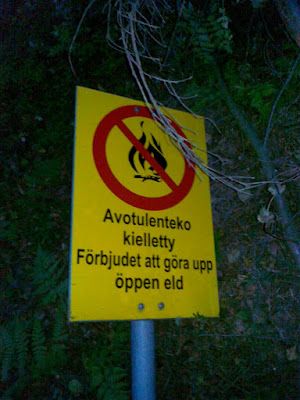 Avotulenteko
kielletty
Förbjudet att göra upp
öppen eld